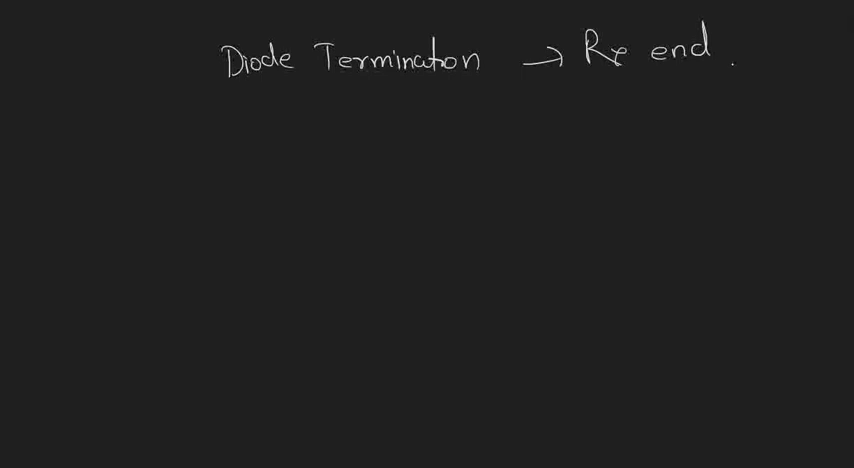 Diode Termination → Rx end .